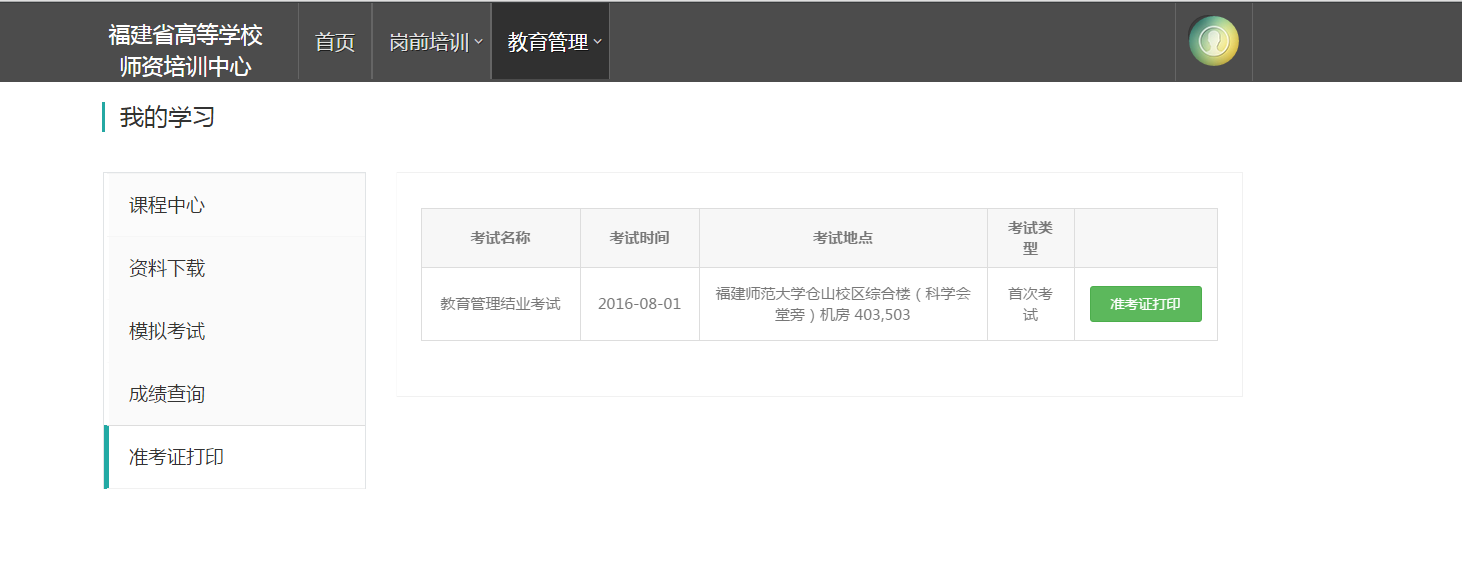 福建省高等学校
师资培训中心
首页
岗前培训
教育管理
我的学习
课程中心
资料下载
模拟考试
成绩查询
准考证打印
考试名称
考试时间
考试地点
考试类
型
教育管理结业考试
2016-08-01
福建师范大学仓山校区综合楼（科学会
堂旁）机房 403,503
首次考
试
准考证打印